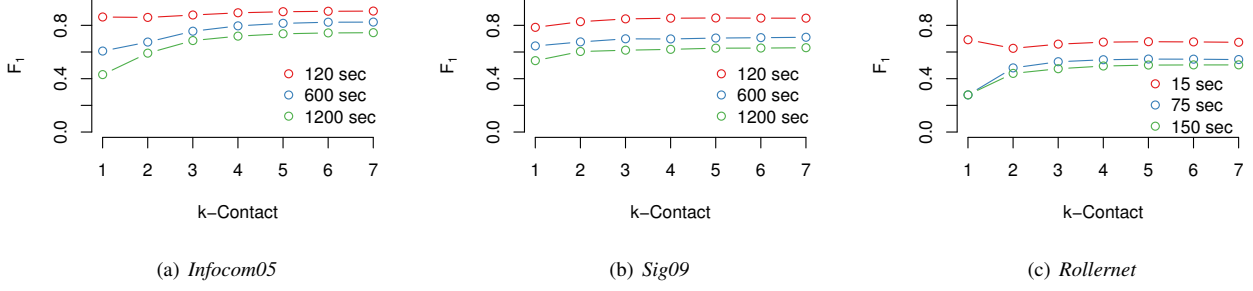 F1
0.0 0.4 0.8
120 sec
600 sec
1200 sec
1 2 3 4 5 6 7
k−Contact
(a) Infocom05
F1
0.0 0.4 0.8
120 sec
600 sec
1200 sec
1 2 3 4 5 6 7
k−Contact
(b) Sig09
F1
0.0 0.4 0.8
15 sec
75 sec
150 sec
1 2 3 4 5 6 7
k−Contact
(c) Rollernet